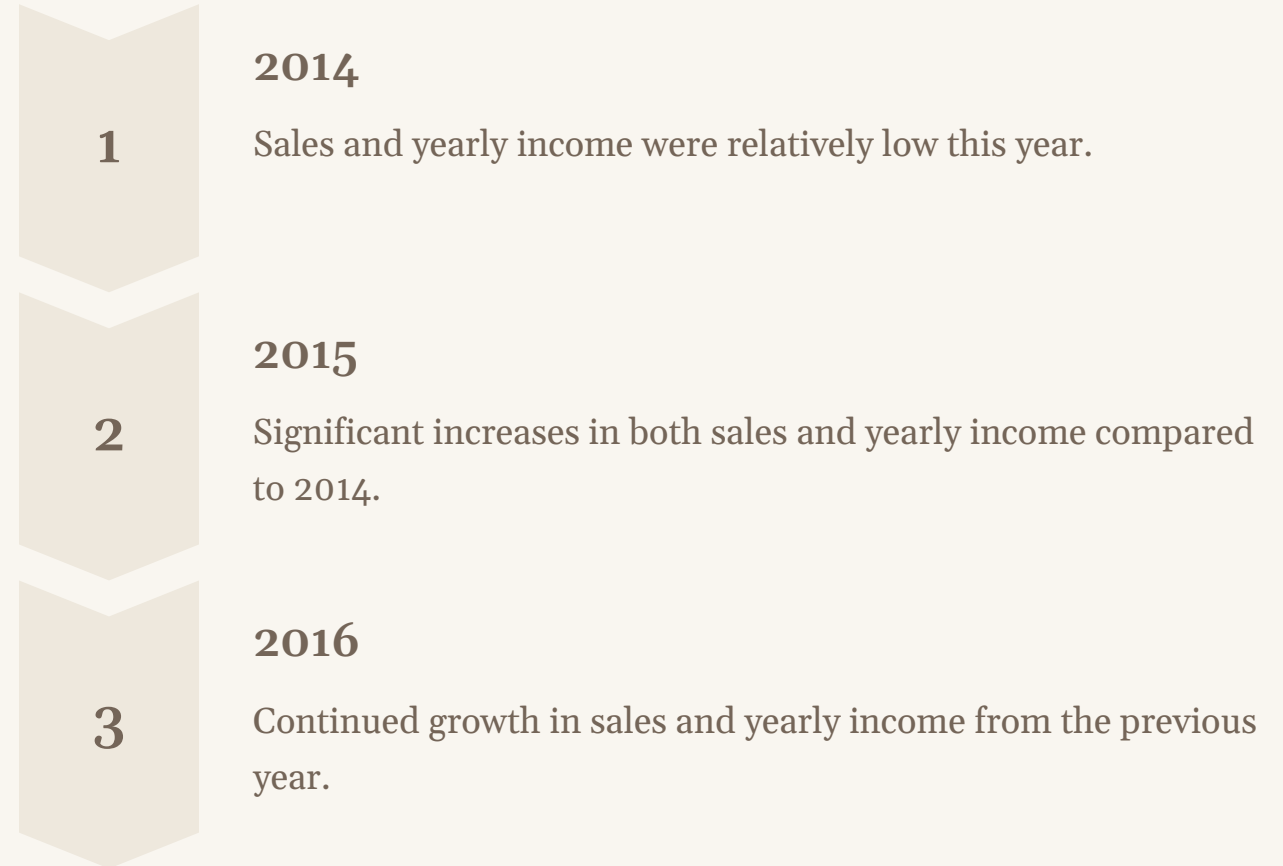 1
2014
Sales and yearly income were relatively low this year.
2
2015
Significant increases in both sales and yearly income compared
to 2014.
3
2016
Continued growth in sales and yearly income from the previous
year.